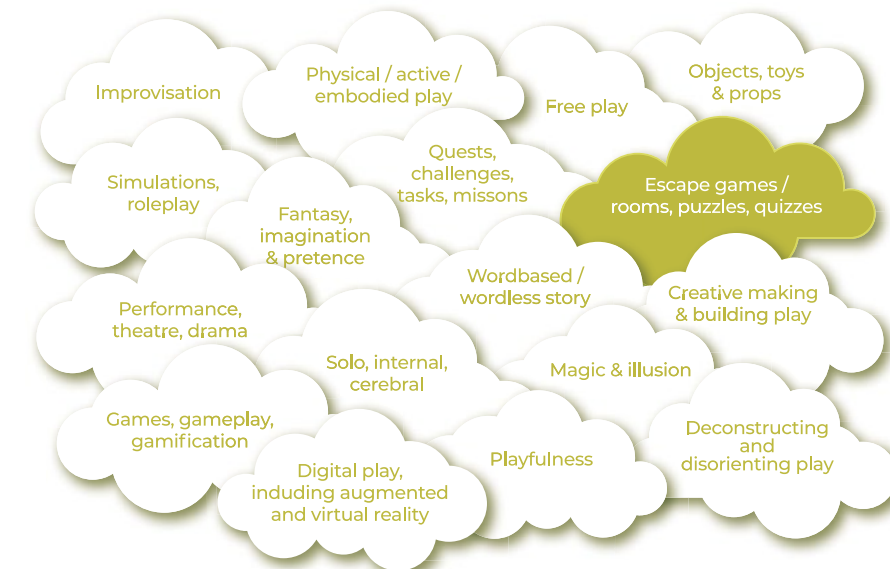 Improvisation
Physical / active /
embodied play
Free play
Objects, toys
& props
Simulations,
roleplay
Fantasy,
imagination
& pretence
Quests,
challenges,
tasks, missons
Escape games /
rooms, puzzles, quizzes
Performance,
theatre, drama
Wordbased /
wordless story
Creative making
& building play
Solo, internal,
cerebral
Magic & illusion
Games, gameplay,
gamification
Digital play,
including augmented
and virtual reality
Playfulness
Deconstructing
and
disorienting play